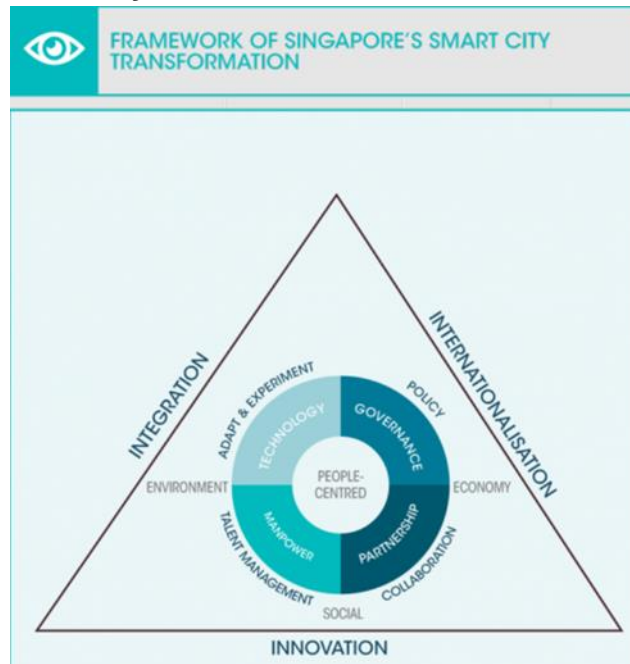 FRAMEWORK OF SINGAPORE'S SMART CITY
TRANSFORMATION
INTEGRATION
INTERNATIONALISATION
ADAPT & EXPERIMENT
POLICY
TECHNOLOGY
GOVERNANCE
ENVIRONMENT
PEOPLE-
CENTRED
ECONOMY
MANPOWER
PARTNERSHIP
TALENT MANAGEMENT
COLLABORATION
SOCIAL
INNOVATION